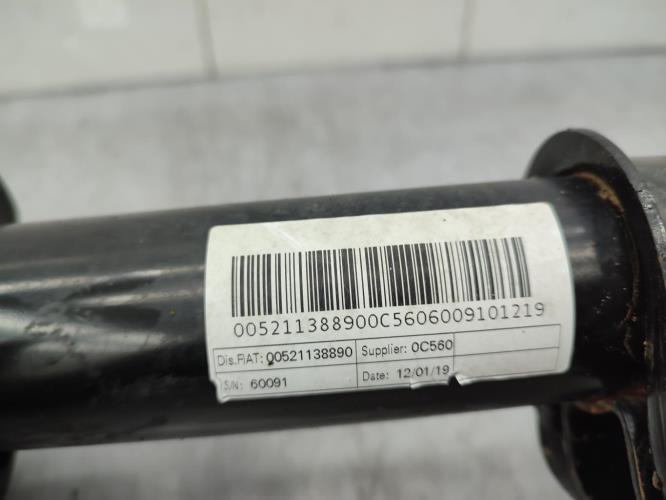 005211388900C5606009101219
Dis.FIAT: 00521138890 Supplier: 0C560
S/N: 60091 Date: 12/01/19